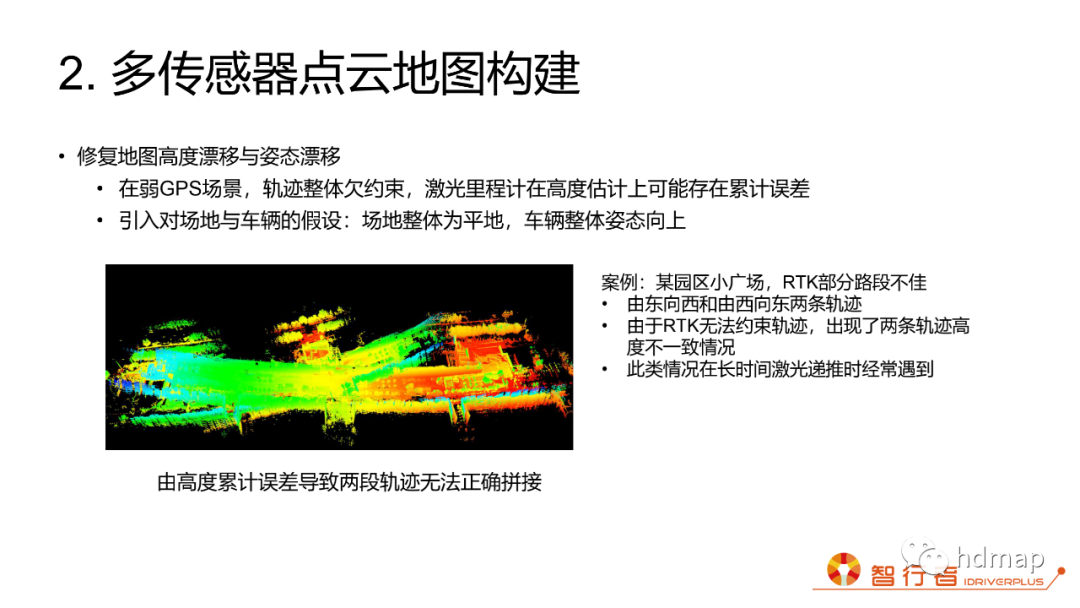 2. 多传感器点云地图构建
• 修复地图高度漂移与姿态漂移
• 在弱GPS场景，轨迹整体欠约束，激光里程计在高度估计上可能存在累计误差
• 引入对场地与车辆的假设：场地整体为平地，车辆整体姿态向上
案例：某园区小广场，RTK部分路段不佳
• 由东向西和由西向东两条轨迹
• 由于RTK无法约束轨迹，出现了两条轨迹高
度不一致情况
• 此类情况在长时间激光递推时经常遇到
由高度累计误差导致两段轨迹无法正确拼接
hdmap
智行者 IDRIVERPLUS